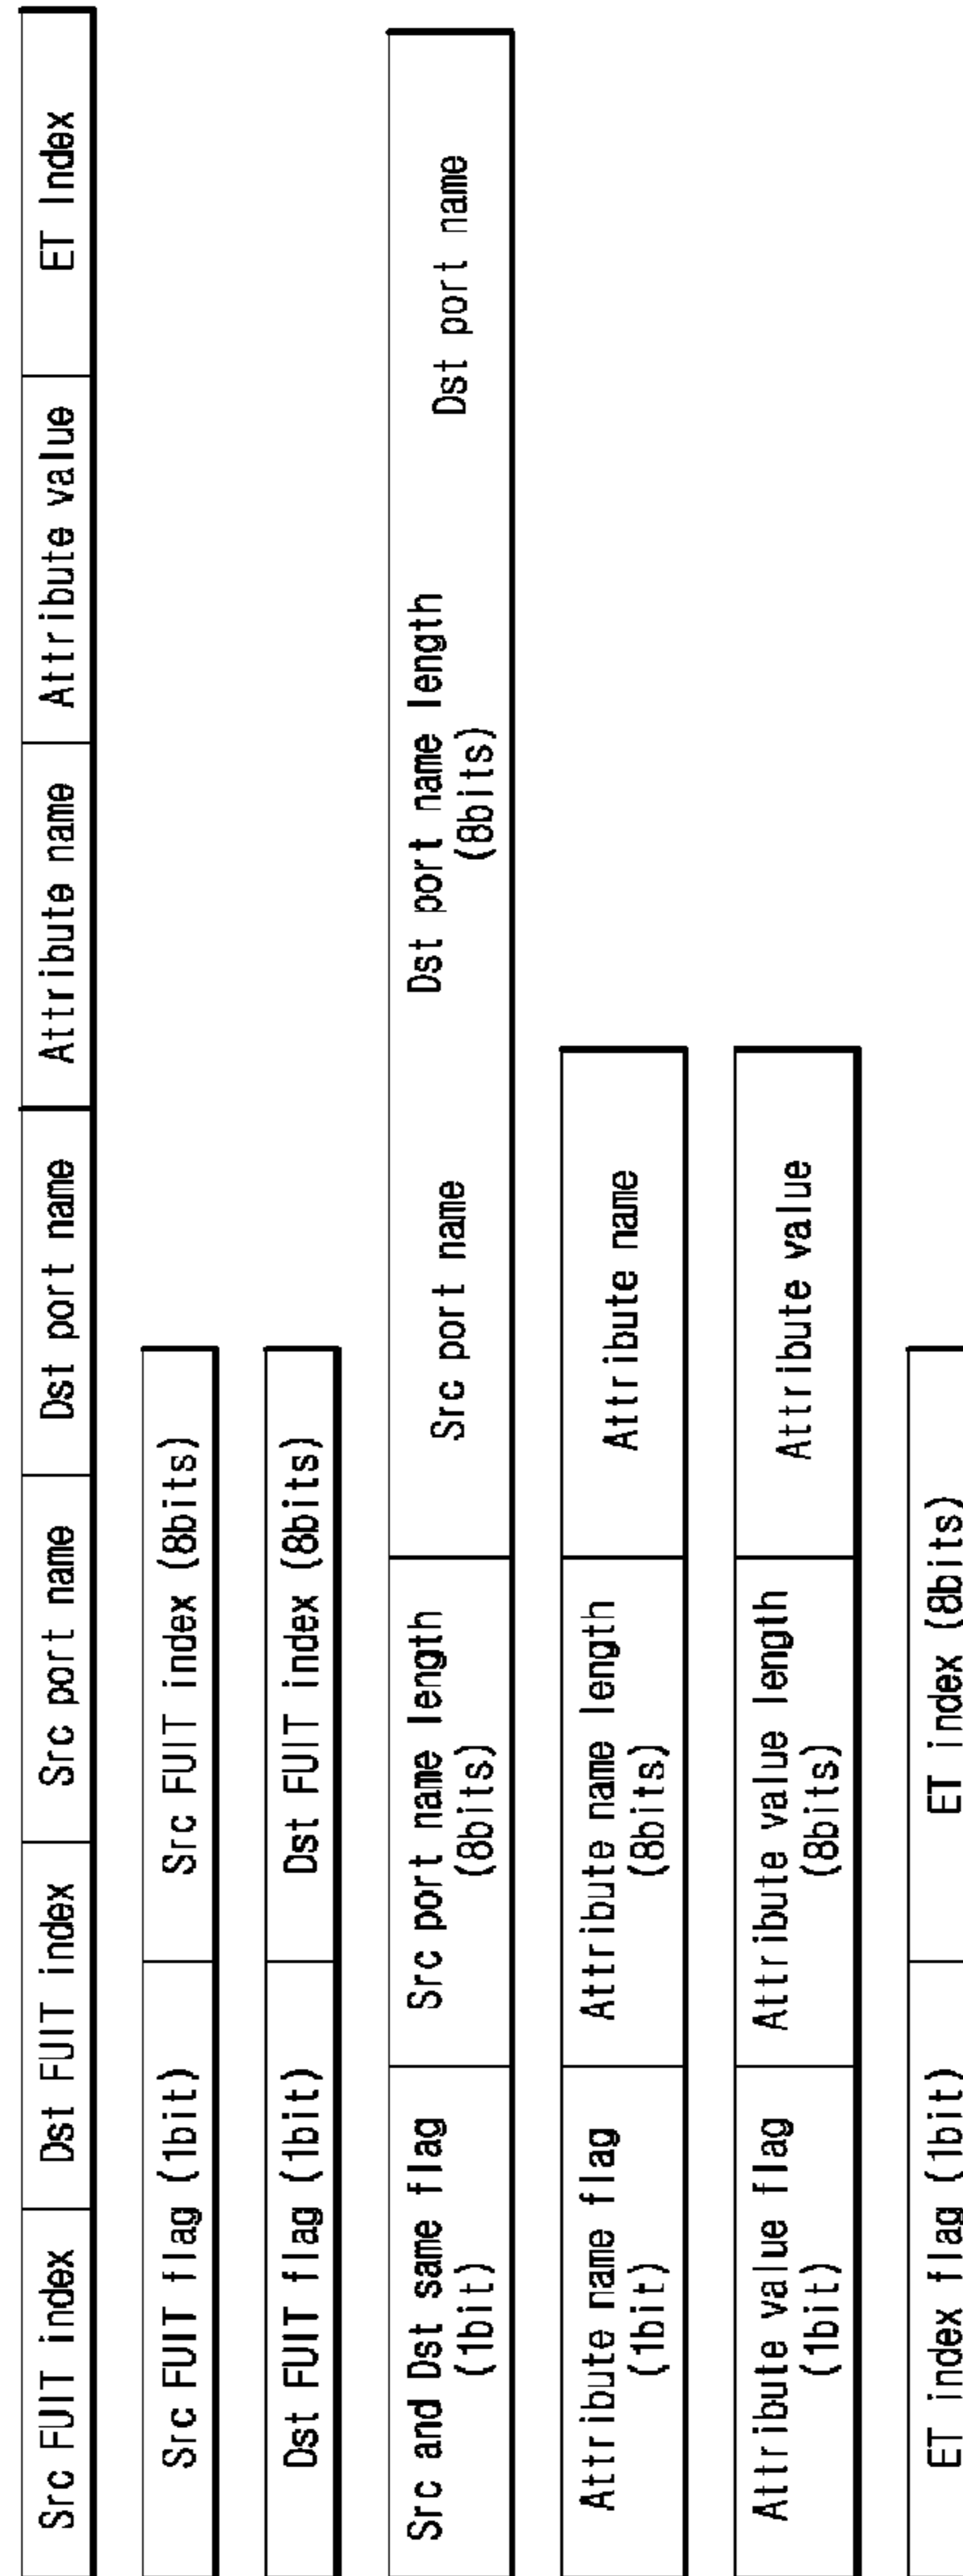 Src FUIT index
Dst FUIT index
Src port name
Dst port name
Attribute name
Attribute value
ET Index
Src FUIT flag (1bit)
Src FUIT index (8bits)
Dst FUIT flag (1bit)
Dst FUIT index (8bits)
Src and Dst same flag
(1bit)
Src port name length
(8bits)
Src port name
Dst port name length
(8bits)
Dst port name
Attribute name flag
(1bit)
Attribute name length
(8bits)
Attribute name
Attribute value flag
(1bit)
Attribute value length
(8bits)
Attribute value
ET index flag (1bit)
ET index (8bits)